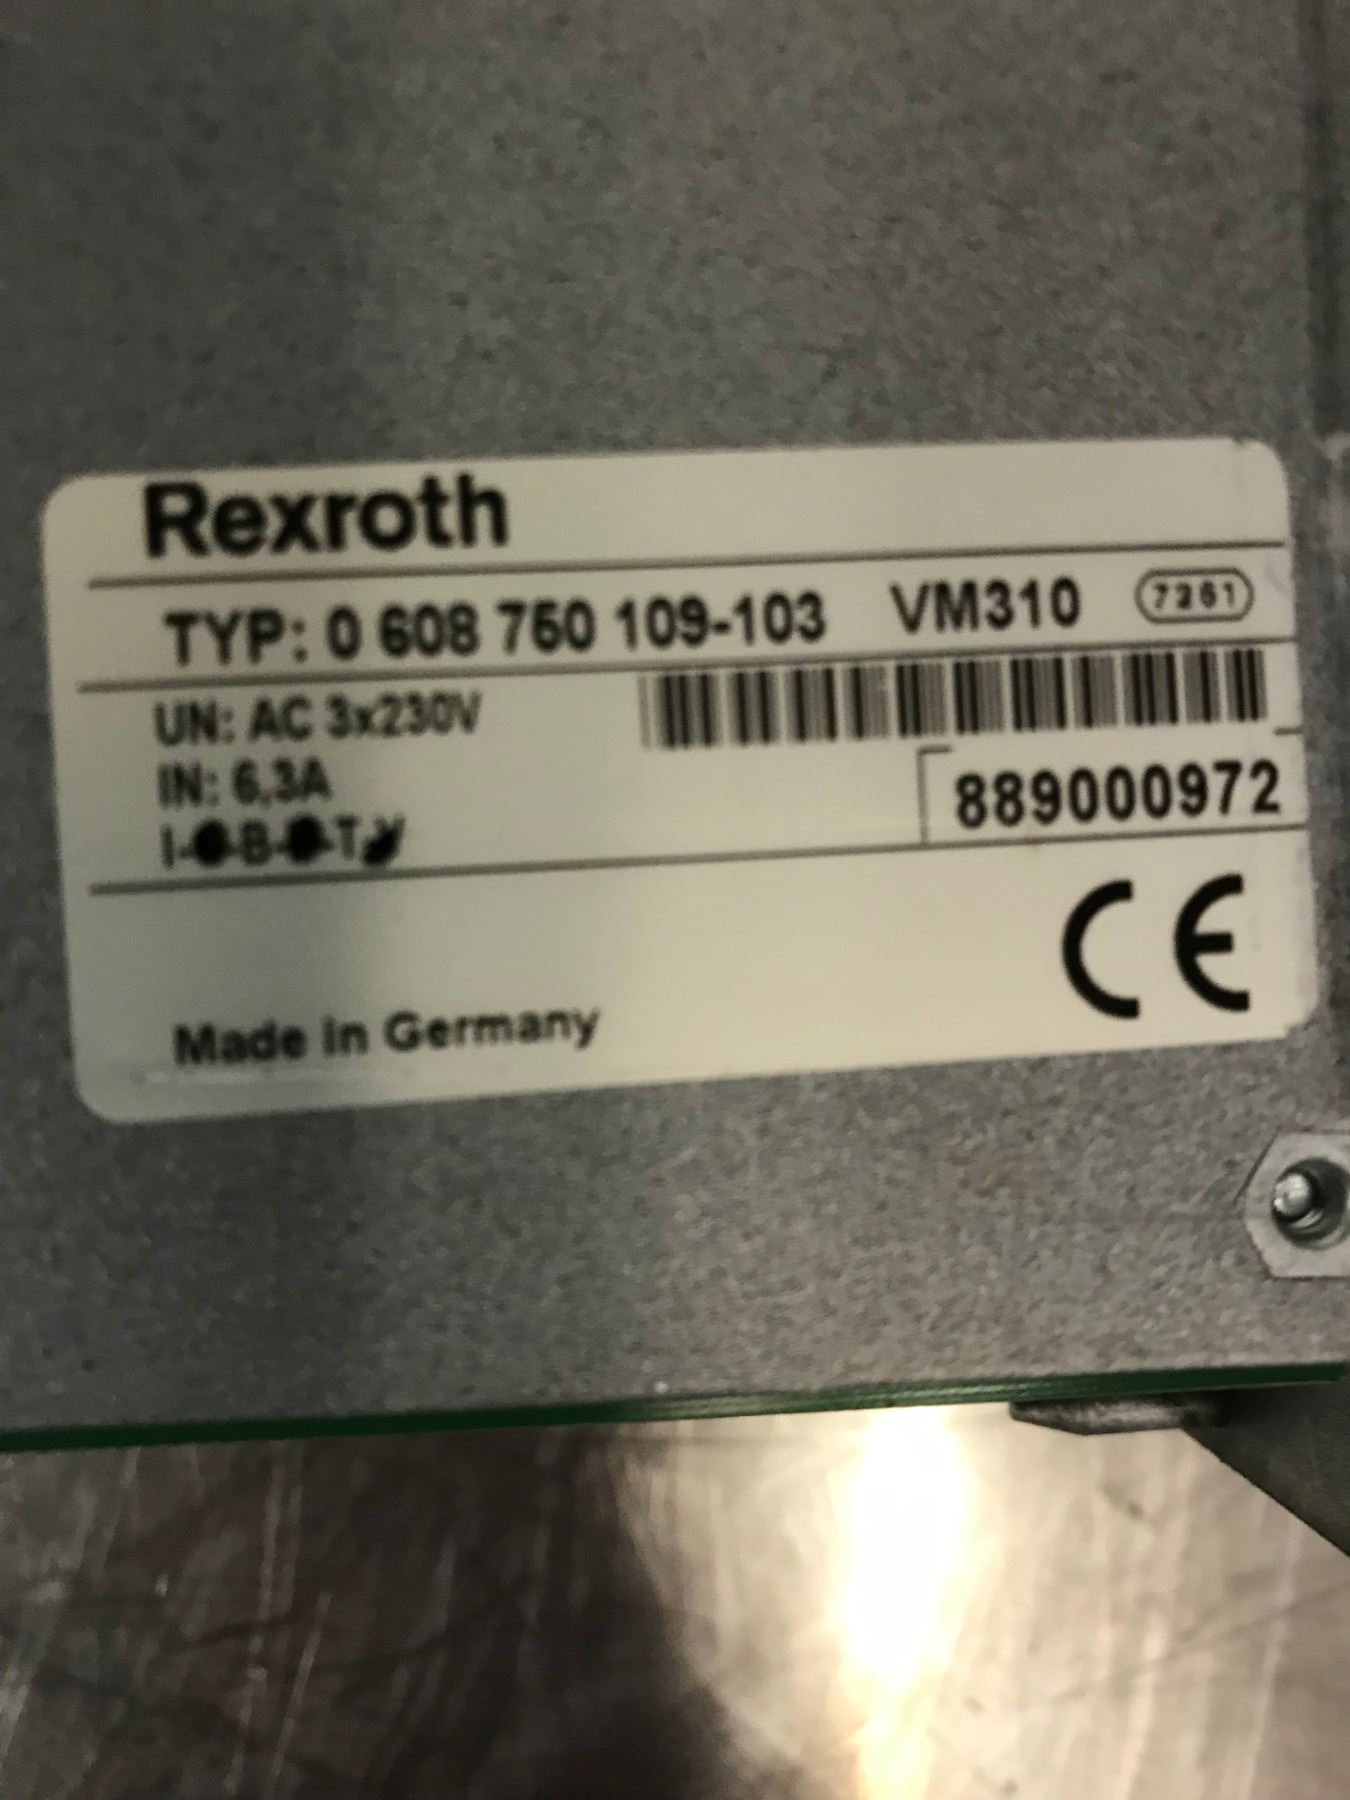 Rexroth
TYP: 0 608 750 109-103 VM310 7261
UN: AC 3x230V
IN: 6,3A
889000972
CE
Made in Germany